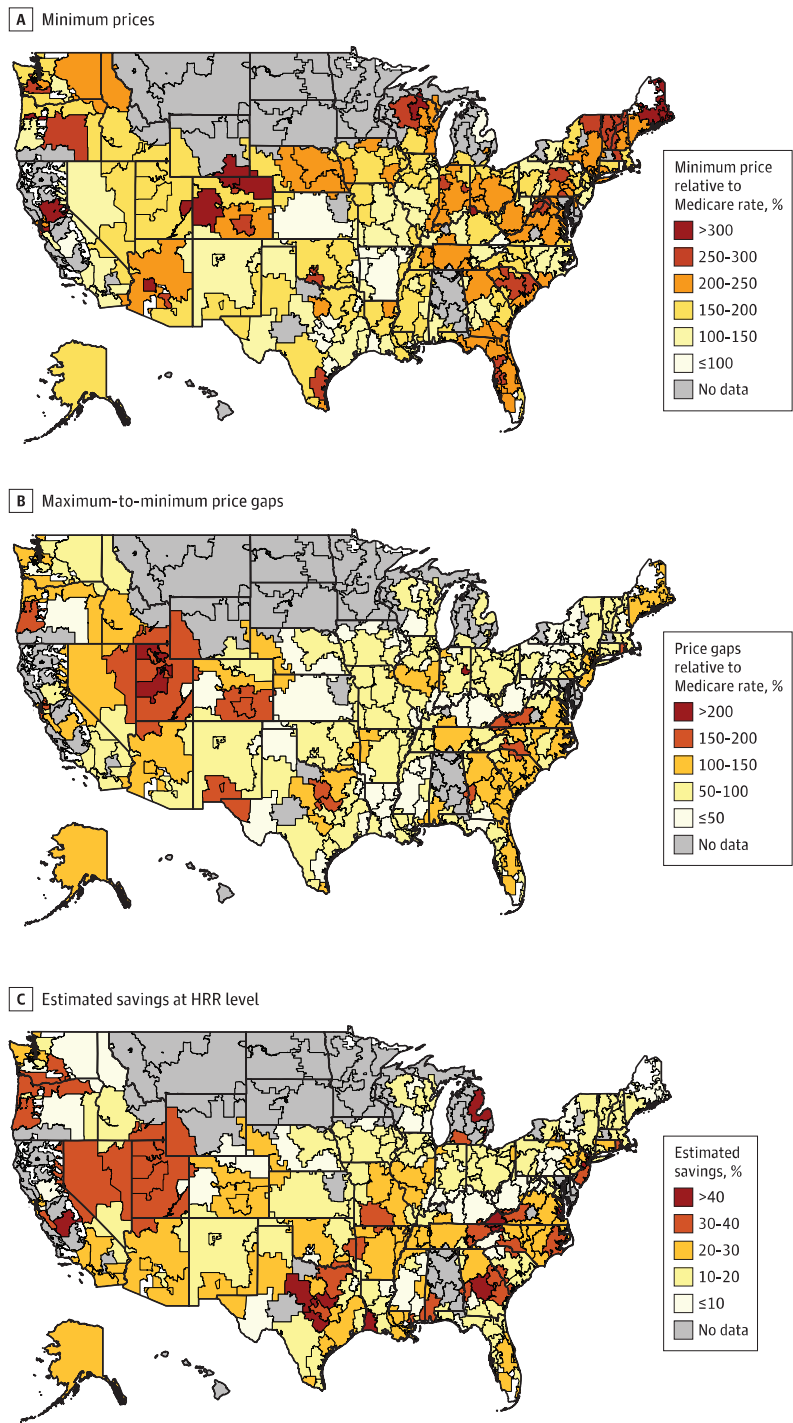 A Minimum prices
Minimum price
relative to
Medicare rate, %
>300
250-300
200-250
150-200
100-150
≤100
No data
B Maximum-to-minimum price gaps
Price gaps
relative to
Medicare rate, %
>200
150-200
100-150
50-100
≤50
No data
C Estimated savings at HRR level
Estimated
savings, %
>40
30-40
20-30
10-20
≤10
No data